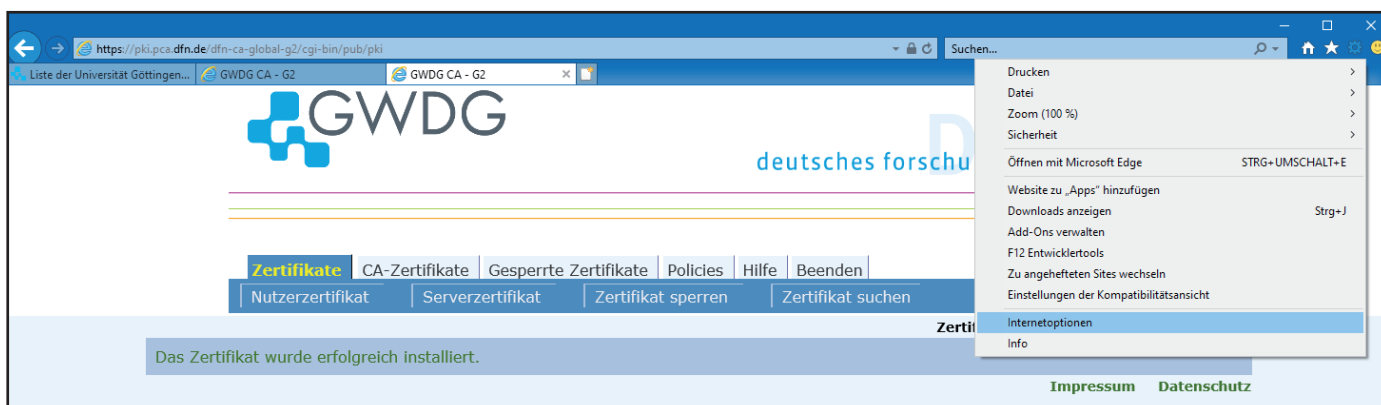 https://pki.pca.dfn.de/dfn-ca-global-g2/cgi-bin/pub/pki
Suchen...
Liste der Universität Göttingen...
GWDG CA - G2
GWDG CA - G2
GWDG
deutsches forschu
Zertifikate
CA-Zertifikate
Gesperrte Zertifikate
Policies
Hilfe
Beenden
Nutzerzertifikat
Serverzertifikat
Zertifikat sperren
Zertifikat suchen
Das Zertifikat wurde erfolgreich installiert.
Impressum
Datenschutz
Drucken
Datei
Zoom (100 %)
Sicherheit
Öffnen mit Microsoft Edge STRG+UMSCHALT+E
Website zu „Apps" hinzufügen
Downloads anzeigen Strg+J
Add-Ons verwalten
F12 Entwicklertools
Zu angehefteten Sites wechseln
Einstellungen der Kompatibilitätsansicht
Internetoptionen
Info